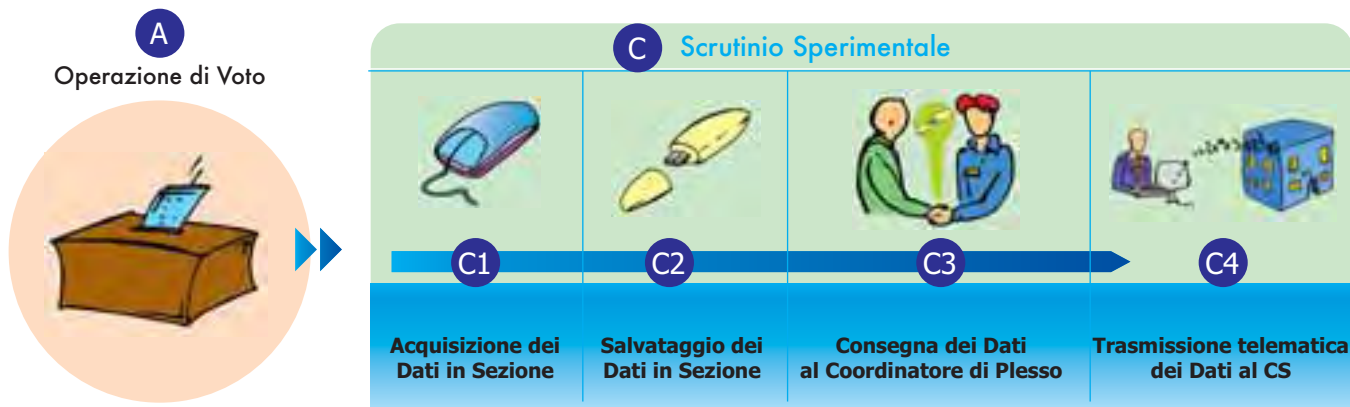 A
Operazione di Voto
C Scrutinio Sperimentale
C1
C2
C3
C4
Acquisizione dei
Dati in Sezione
Salvataggio dei
Dati in Sezione
Consegna dei Dati
al Coordinatore di Plesso
Trasmissione telematica
dei Dati al CS